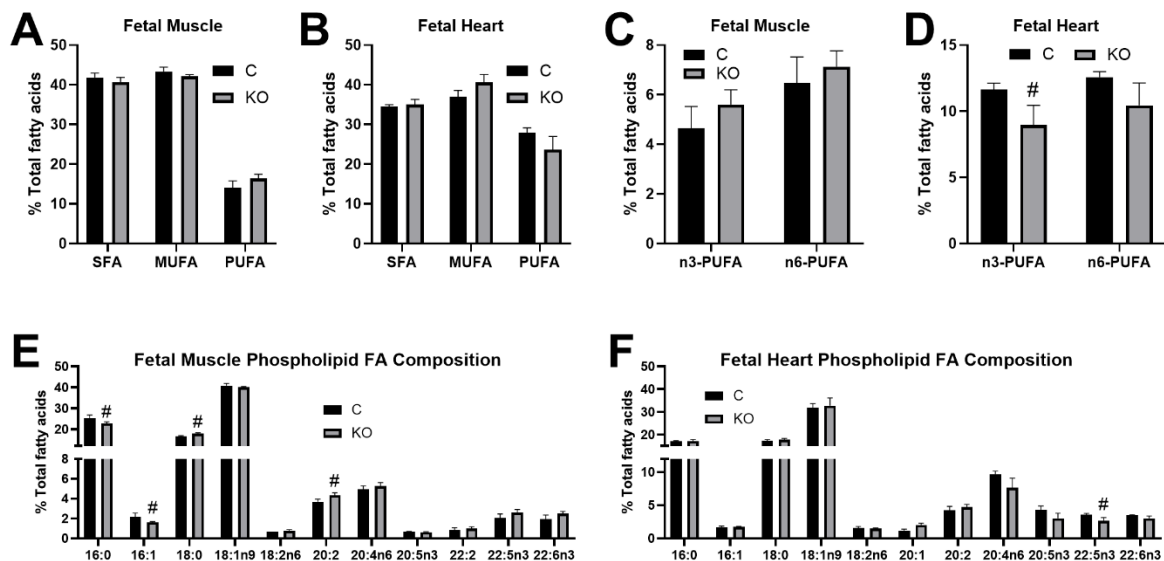 A Fetal Muscle
% Total fatty acids
50
40
30
20
10
0
C
KO
SFA MUFA PUFA
B Fetal Heart
% Total fatty acids
50
40
30
20
10
0
C
KO
SFA MUFA PUFA
C Fetal Muscle
% Total fatty acids
8
6
4
2
0
C
KO
n3-PUFA n6-PUFA
D Fetal Heart
% Total fatty acids
15
10
5
0
C KO
#
n3-PUFA n6-PUFA
E Fetal Muscle Phospholipid FA Composition
% Total fatty acids
50
40
30
20
8
6
4
2
0
C
KO
# # # #
16:0 16:1 18:0 18:1n9 18:2n6 20:2 20:4n6 20:5n3 22:2 22:5n3 22:6n3
F Fetal Heart Phospholipid FA Composition
% Total fatty acids
50
40
30
20
15
10
5
0
C
KO
#
16:0 16:1 18:0 18:1n9 18:2n6 20:1 20:2 20:4n6 20:5n3 22:5n3 22:6n3